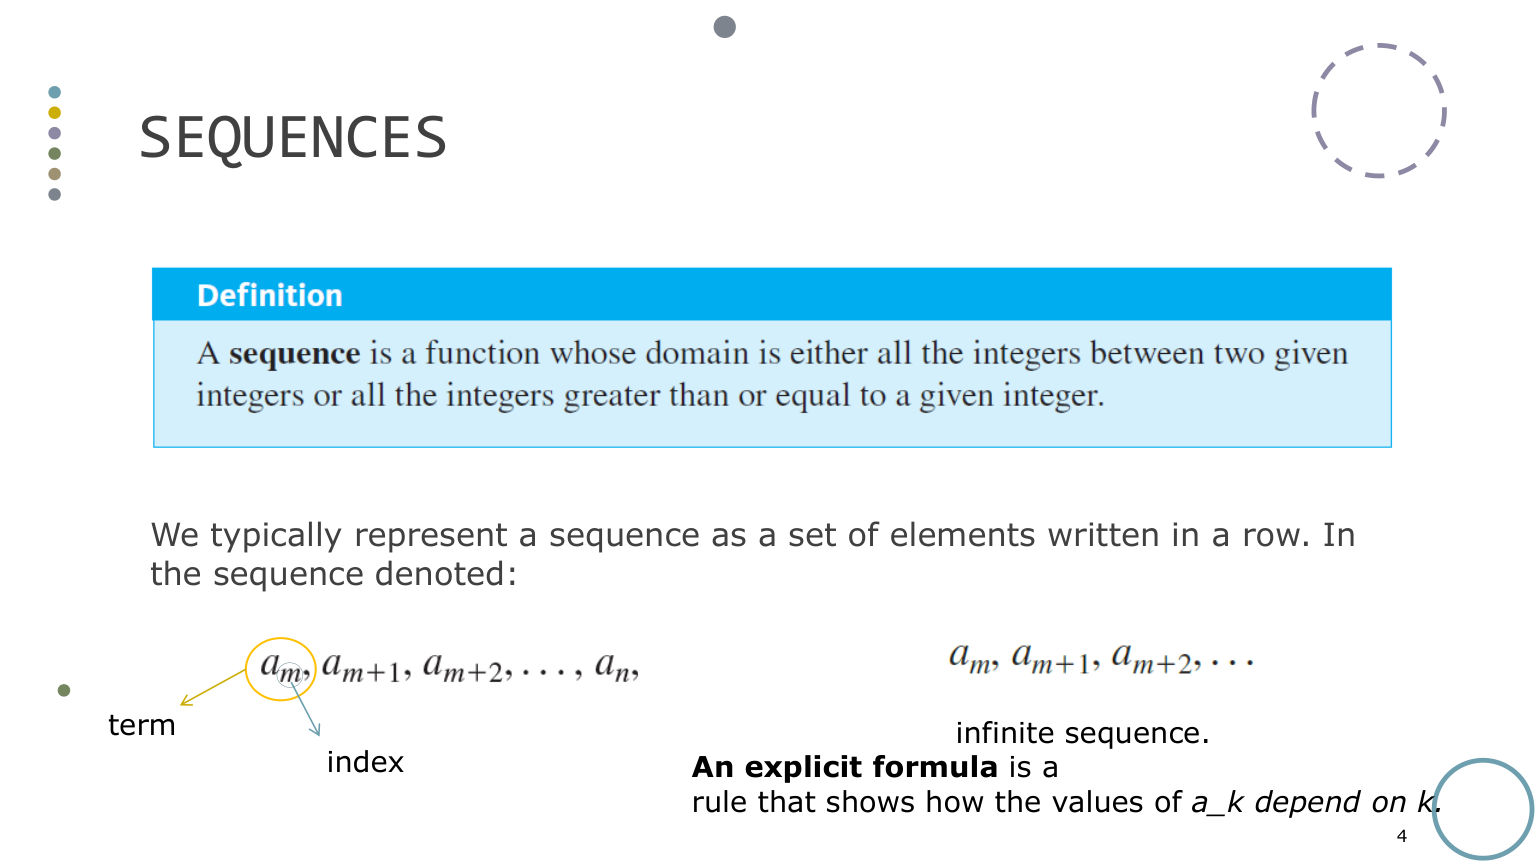 SEQUENCES
Definition
A sequence is a function whose domain is either all the integers between two given
integers or all the integers greater than or equal to a given integer.
We typically represent a sequence as a set of elements written in a row. In
the sequence denoted:
a_m, a_{m+1}, a_{m+2}, . . . , a_n,
a_m, a_{m+1}, a_{m+2}, . . .
term
index
infinite sequence.
An explicit formula is a
rule that shows how the values of a_k depend on k.
4